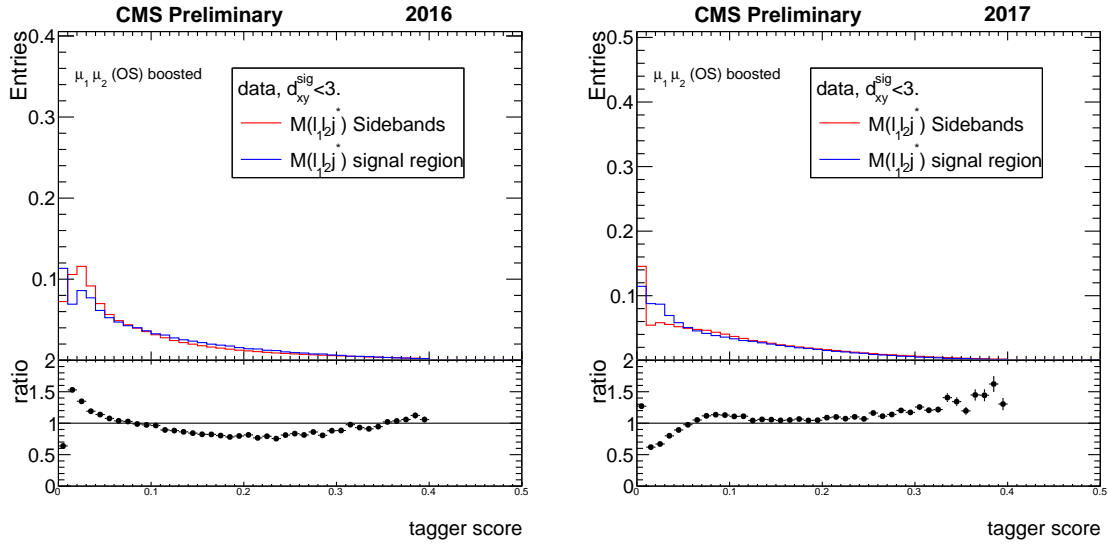 CMS Preliminary 2016
Entries
μ1 μ2 (OS) boosted
data, dxy^sig<3.
M(l1l2j*) Sidebands
M(l1l2j*) signal region
0.4
0.3
0.2
0.1
2
ratio
1.5
1
0.5
0
0 0.1 0.2 0.3 0.4 0.5
tagger score
CMS Preliminary 2017
Entries
μ1 μ2 (OS) boosted
data, dxy^sig<3.
M(l1l2j*) Sidebands
M(l1l2j*) signal region
0.5
0.4
0.3
0.2
0.1
2
ratio
1.5
1
0.5
0
0 0.1 0.2 0.3 0.4 0.5
tagger score